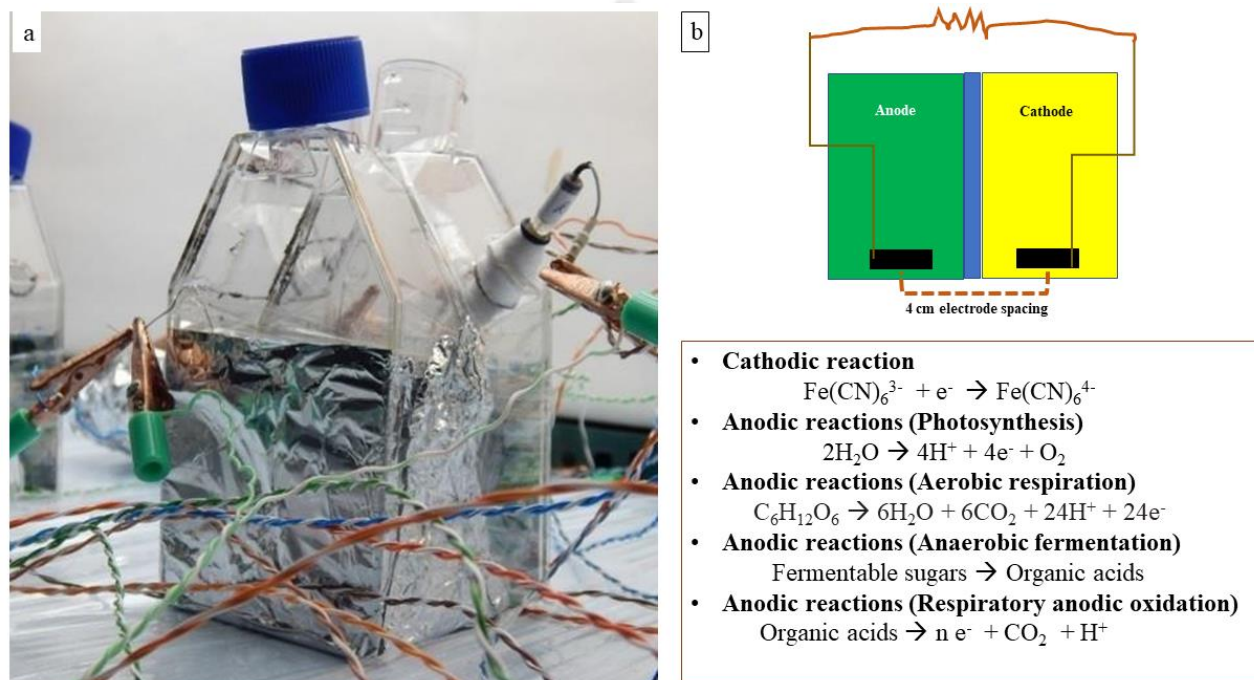 a
b
Anode
Cathode
4 cm electrode spacing
• Cathodic reaction
Fe(CN)₆³⁻ + e⁻ → Fe(CN)₆⁴⁻
• Anodic reactions (Photosynthesis)
2H₂O → 4H⁺ + 4e⁻ + O₂
• Anodic reactions (Aerobic respiration)
C₆H₁₂O₆ → 6H₂O + 6CO₂ + 24H⁺ + 24e⁻
• Anodic reactions (Anaerobic fermentation)
Fermentable sugars → Organic acids
• Anodic reactions (Respiratory anodic oxidation)
Organic acids → n e⁻ + CO₂ + H⁺